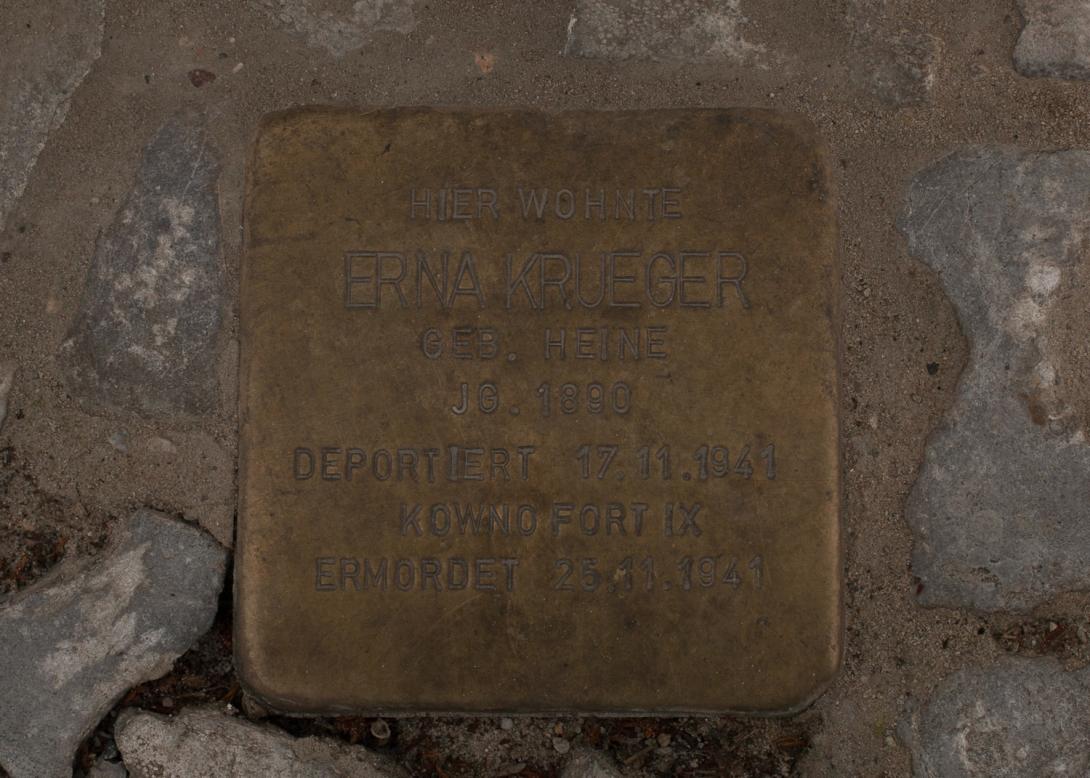 HIER WOHNTE
ERNA KRUEGER
GEB. HEINE
JG. 1890
DEPORTIERT 17.11.1941
KOWNO FORT IX
ERMORDET 25.11.1941